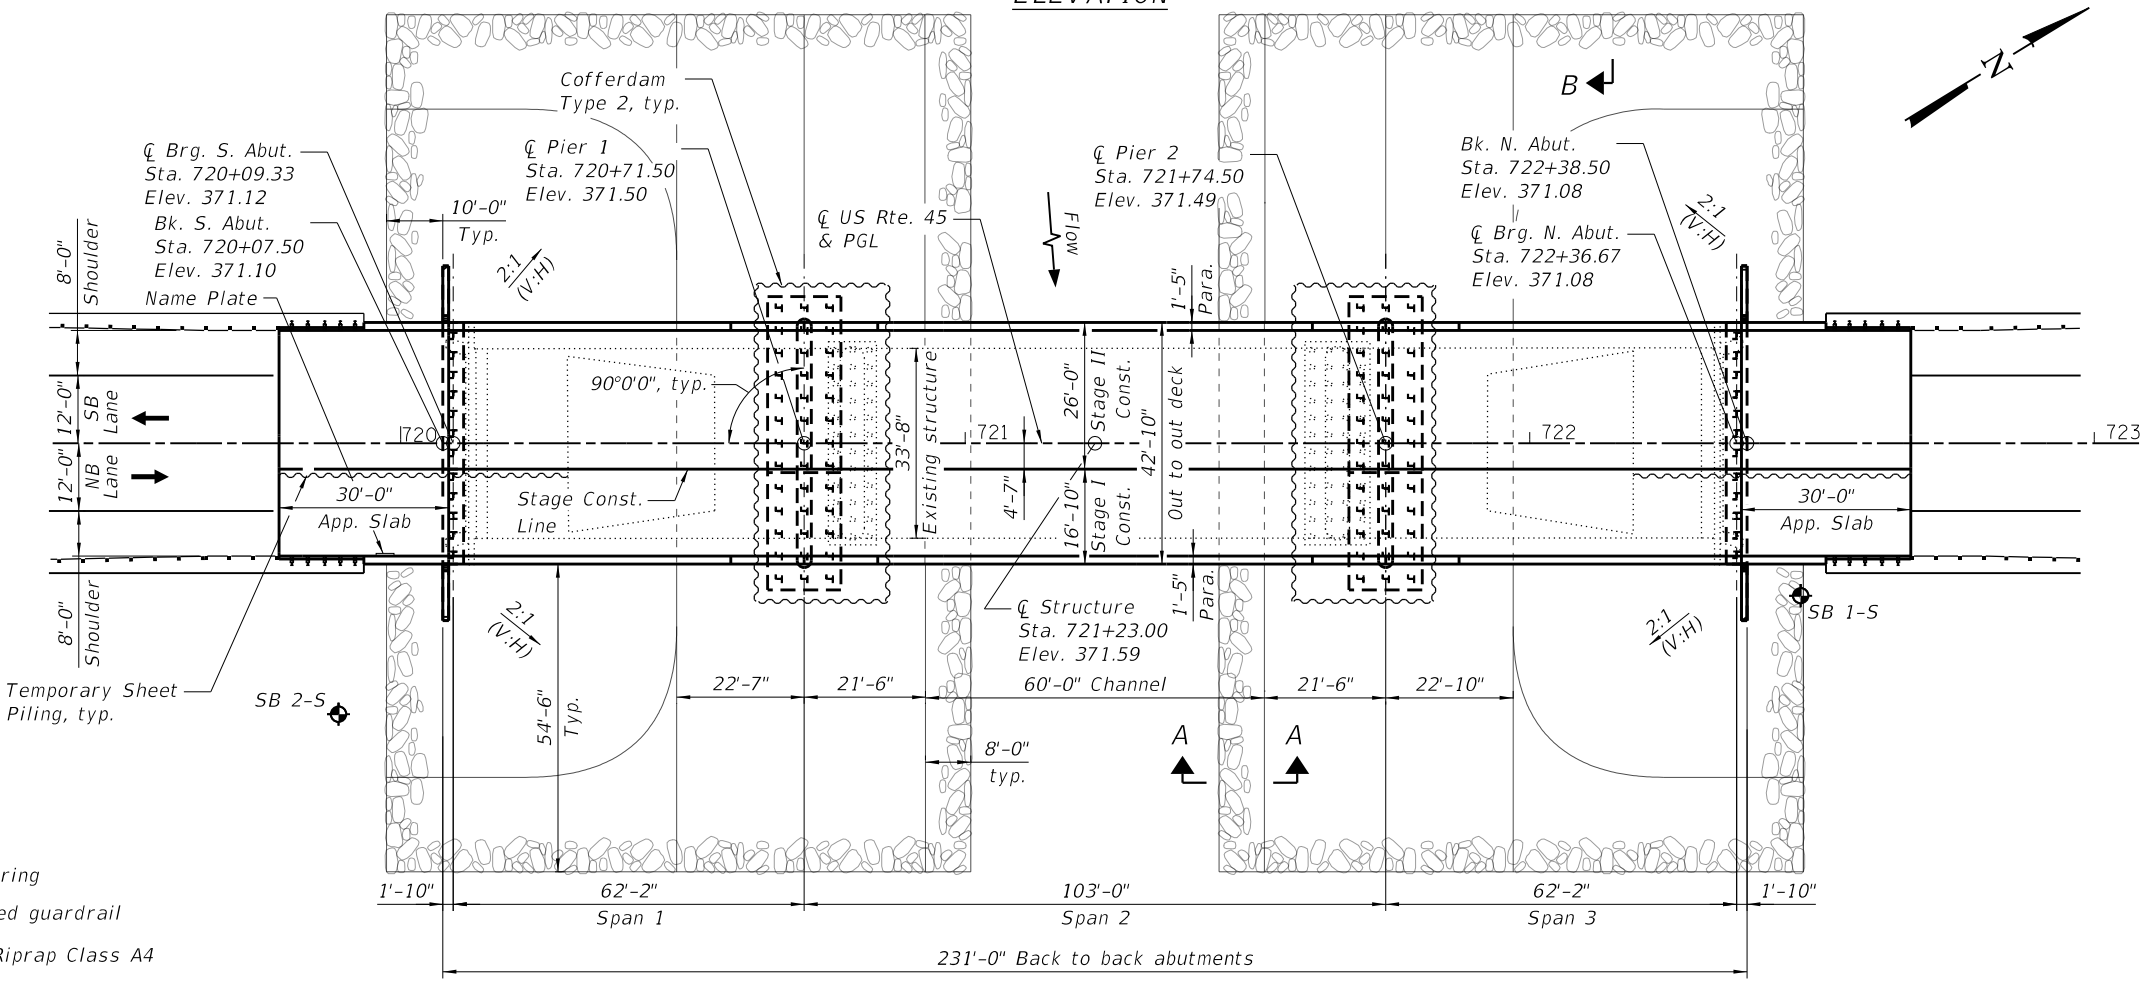 ELEVATION
N
Cofferdam
Type 2, typ.
B
℄ Brg. S. Abut.
Sta. 720+09.33
Elev. 371.12
Bk. S. Abut.
Sta. 720+07.50
Elev. 371.10
Name Plate
℄ Pier 1
Sta. 720+71.50
Elev. 371.50
℄ Pier 2
Sta. 721+74.50
Elev. 371.49
Bk. N. Abut.
Sta. 722+38.50
Elev. 371.08
℄ Brg. N. Abut.
Sta. 722+36.67
Elev. 371.08
℄ US Rte. 45
& PGL
Flow
10'-0"
Typ.
2:1
(V:H)
2:1
(V:H)
8'-0"
Shoulder
1'-5"
Para.
90°0'0", typ.
12'-0"
SB
Lane
12'-0"
NB
Lane
8'-0"
Shoulder
720
721
722
723
33'-8"
Existing structure
26'-0"
Stage II
Const.
16'-10"
Stage I
Const.
4'-7"
42'-10"
Out to out deck
30'-0"
App. Slab
Stage Const.
Line
30'-0"
App. Slab
1'-5"
Para.
℄ Structure
Sta. 721+23.00
Elev. 371.59
2:1
(V:H)
2:1
(V:H)
SB 1-S
Temporary Sheet
Piling, typ.
SB 2-S
54'-6"
Typ.
22'-7"
21'-6"
60'-0" Channel
21'-6"
22'-10"
8'-0"
typ.
A
A
ring
ed guardrail
Riprap Class A4
1'-10"
62'-2"
Span 1
103'-0"
Span 2
62'-2"
Span 3
1'-10"
231'-0" Back to back abutments